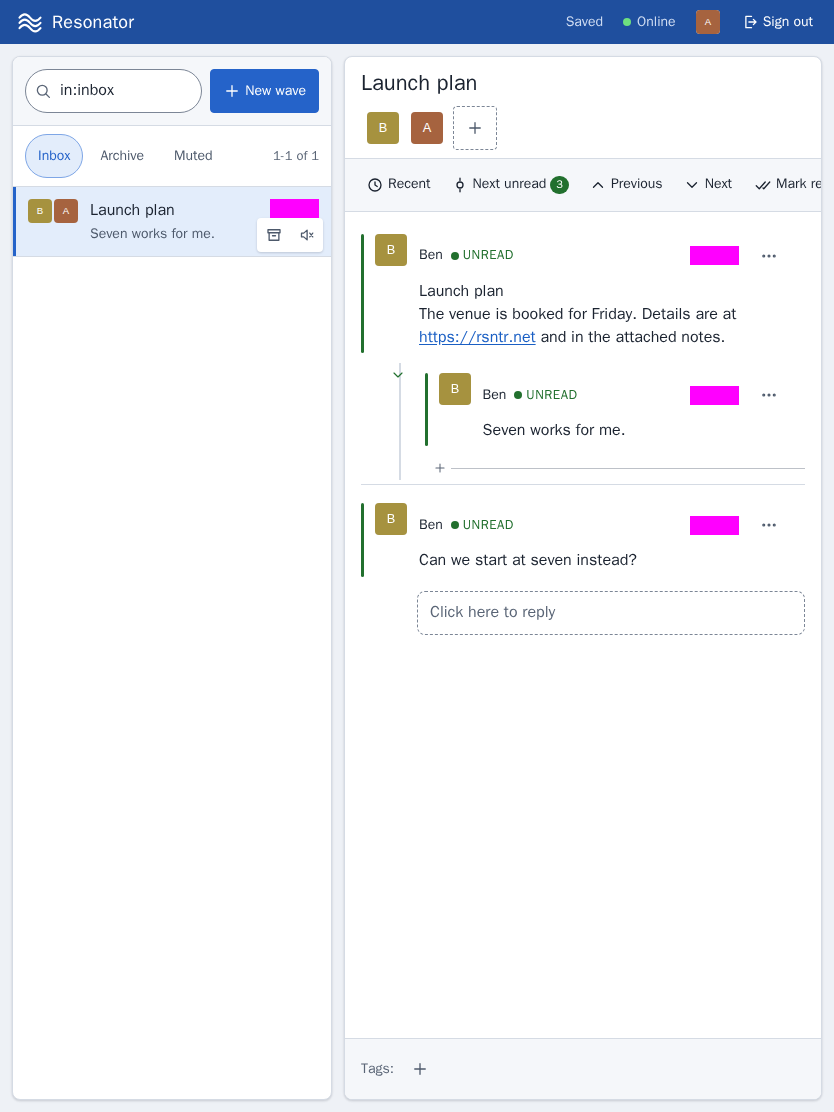 Resonator
Saved
Online
A
Sign out
in:inbox
New wave
Inbox
Archive
Muted
1-1 of 1
B
A
Launch plan
Seven works for me.
Launch plan
B
A
Recent
Next unread 3
Previous
Next
Mark re
B
Ben
UNREAD
Launch plan
The venue is booked for Friday. Details are at
https://rsntr.net and in the attached notes.
B
Ben
UNREAD
Seven works for me.
B
Ben
UNREAD
Can we start at seven instead?
Click here to reply
Tags: